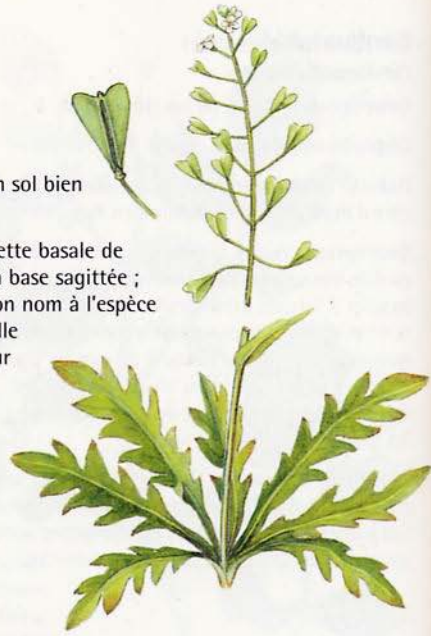 n sol bien
ette basale de
base sagittée ;
on nom à l'espèce
lle
ur